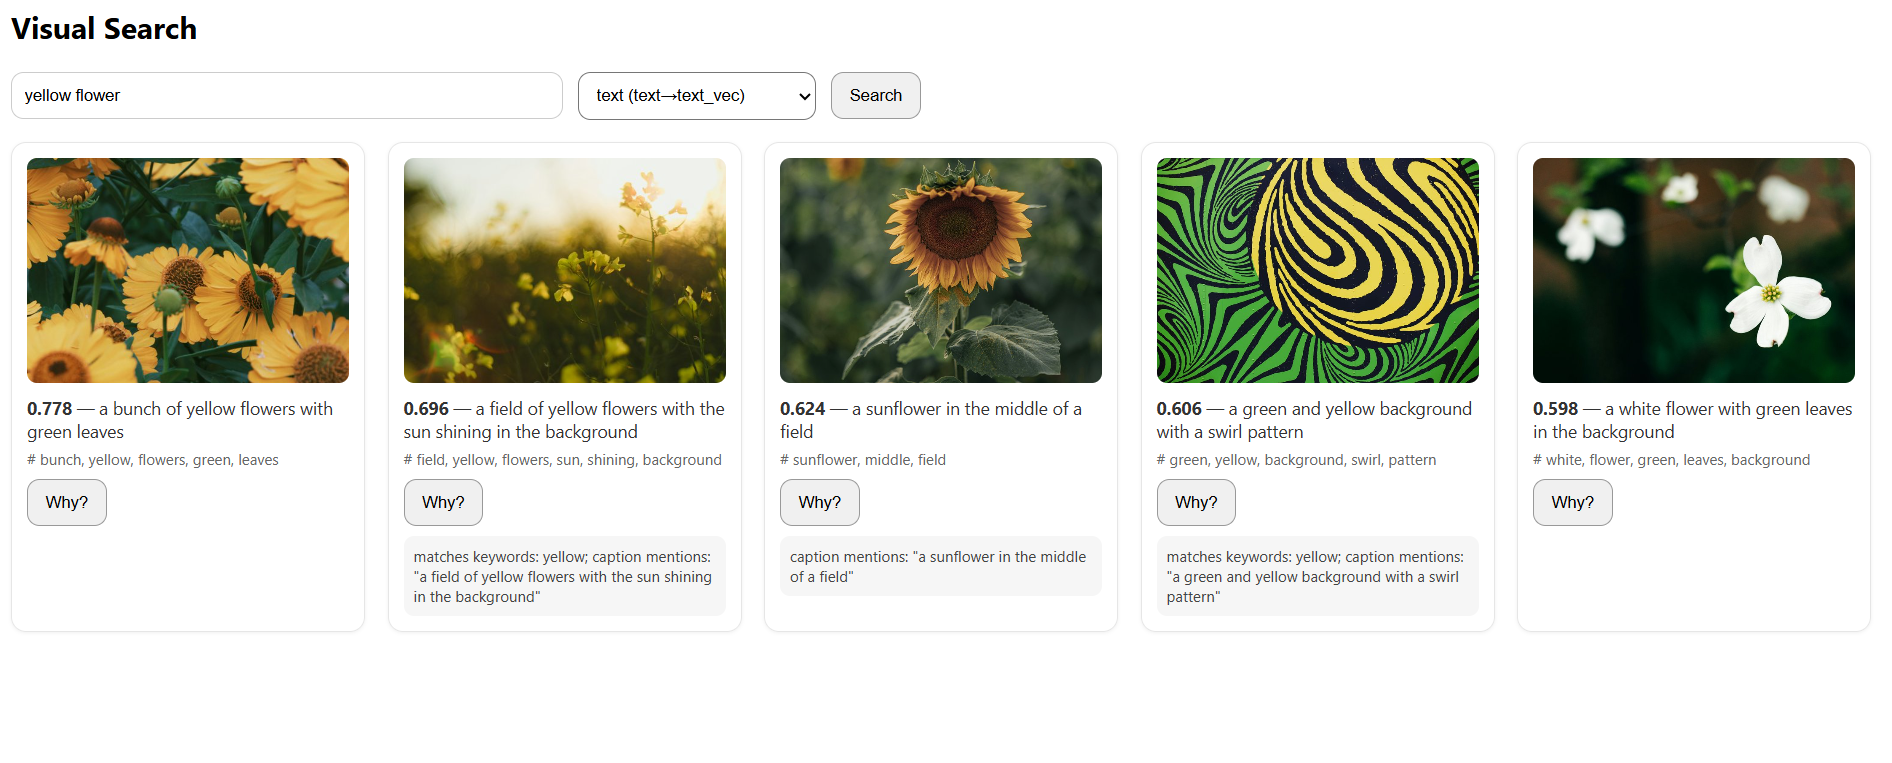 Visual Search
yellow flower
text (text→text_vec)
Search
0.778 — a bunch of yellow flowers with
green leaves
# bunch, yellow, flowers, green, leaves
Why?
0.696 — a field of yellow flowers with the
sun shining in the background
# field, yellow, flowers, sun, shining, background
Why?
matches keywords: yellow; caption mentions:
"a field of yellow flowers with the sun shining
in the background"
0.624 — a sunflower in the middle of a
field
# sunflower, middle, field
Why?
caption mentions: "a sunflower in the middle
of a field"
0.606 — a green and yellow background
with a swirl pattern
# green, yellow, background, swirl, pattern
Why?
matches keywords: yellow; caption mentions:
"a green and yellow background with a swirl
pattern"
0.598 — a white flower with green leaves
in the background
# white, flower, green, leaves, background
Why?